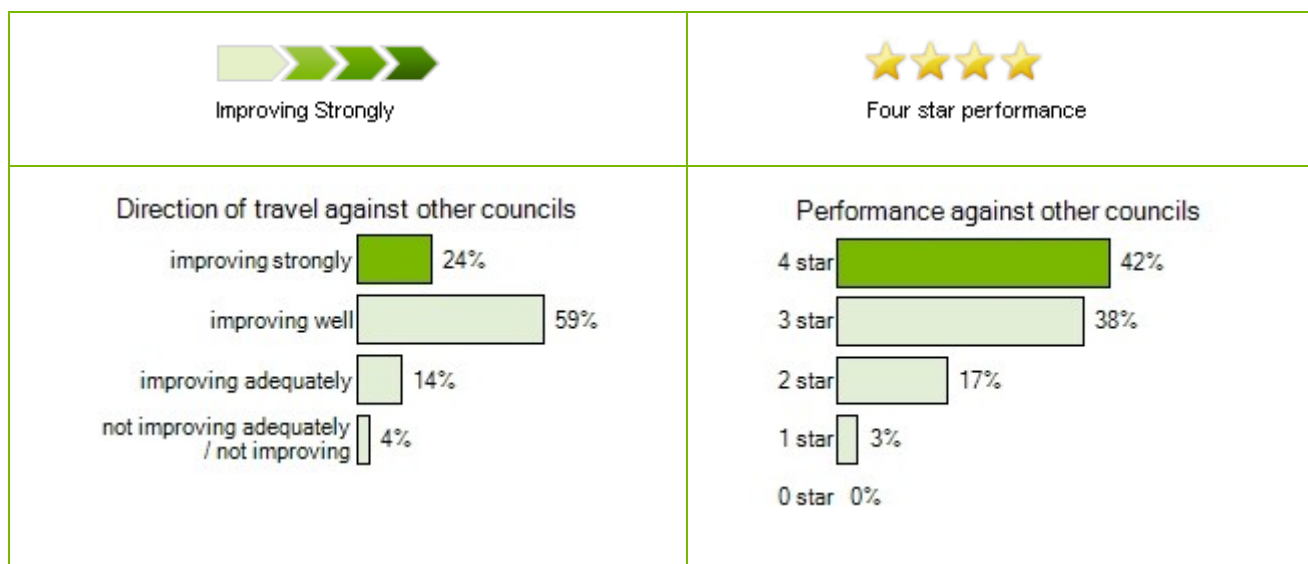 Improving Strongly
Four star performance
Direction of travel against other councils
improving strongly 24%
improving well 59%
improving adequately 14%
not improving adequately
/ not improving 4%
Performance against other councils
4 star 42%
3 star 38%
2 star 17%
1 star 3%
0 star 0%